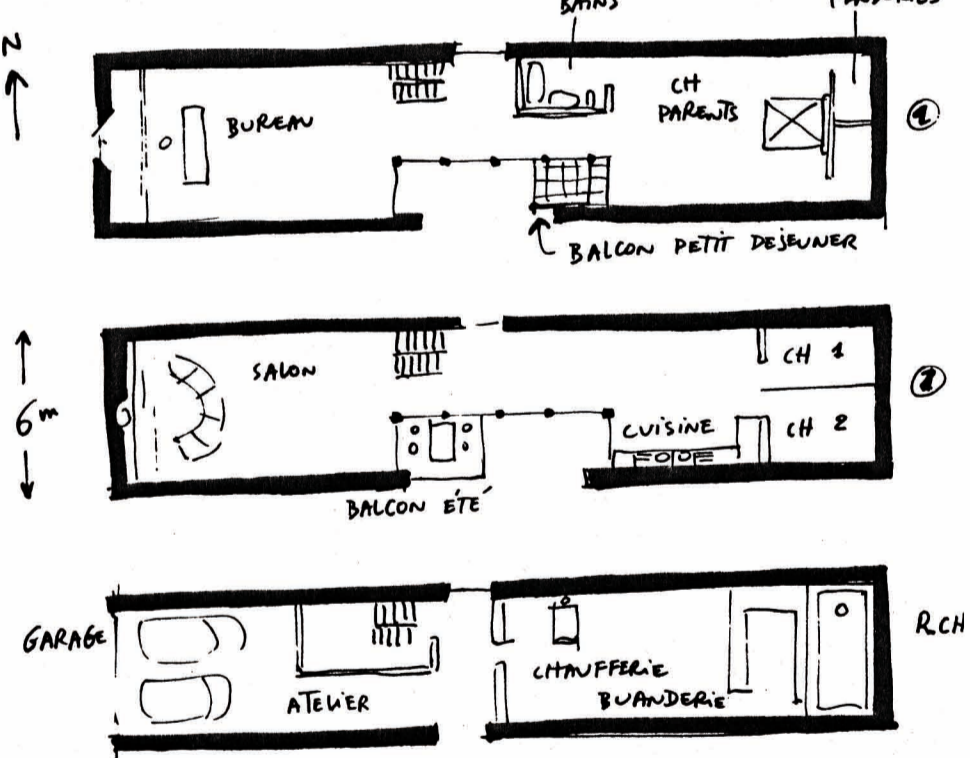 BAINS
N
BUREAU
CH
PARENTS
BALCON PETIT DEJEUNER
SALON
CH 1
6m
CUISINE
CH 2
BALCON ÉTÉ
GARAGE
R.CH
CHAUFFERIE
ATELIER
BUANDERIE